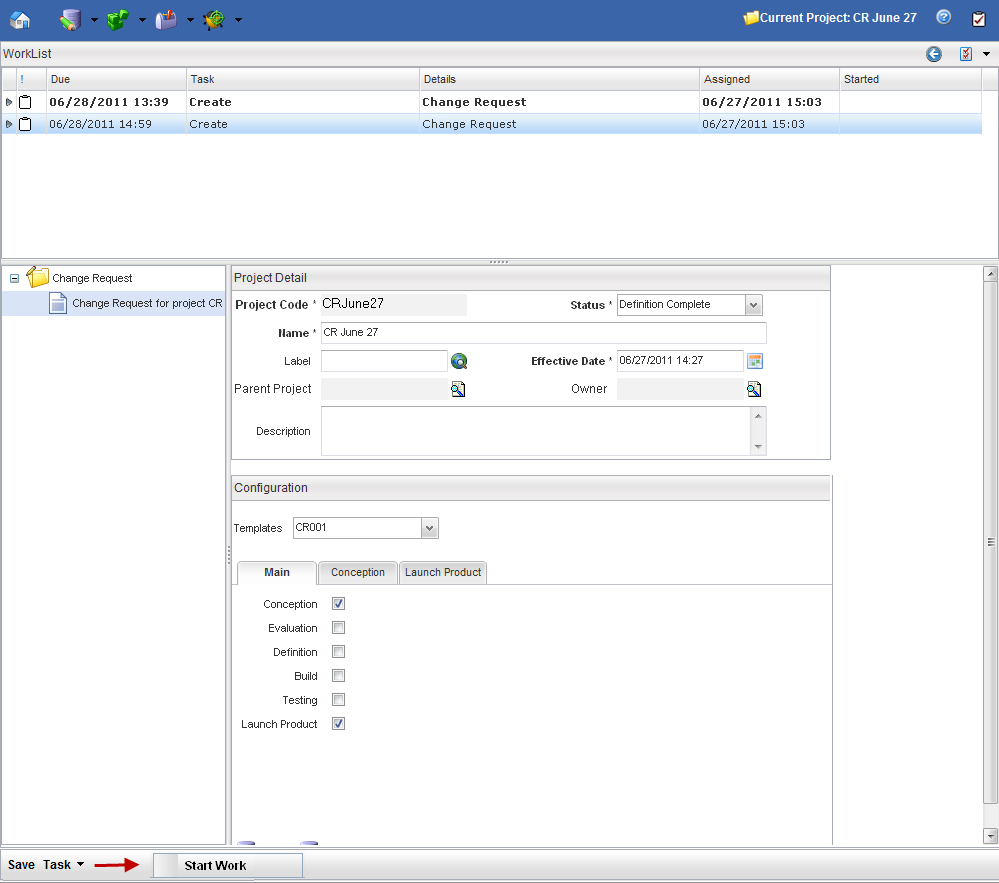 Current Project: CR June 27
WorkList
! Due Task Details Assigned Started
06/28/2011 13:39 Create Change Request 06/27/2011 15:03
06/28/2011 14:59 Create Change Request 06/27/2011 15:03
Change Request
Change Request for project CR
Project Detail
Project Code * CRJune27 Status * Definition Complete
Name * CR June 27
Label Effective Date * 06/27/2011 14:27
Parent Project Owner
Description
Configuration
Templates CR001
Main Conception Launch Product
Conception
Evaluation
Definition
Build
Testing
Launch Product
Save Task Start Work